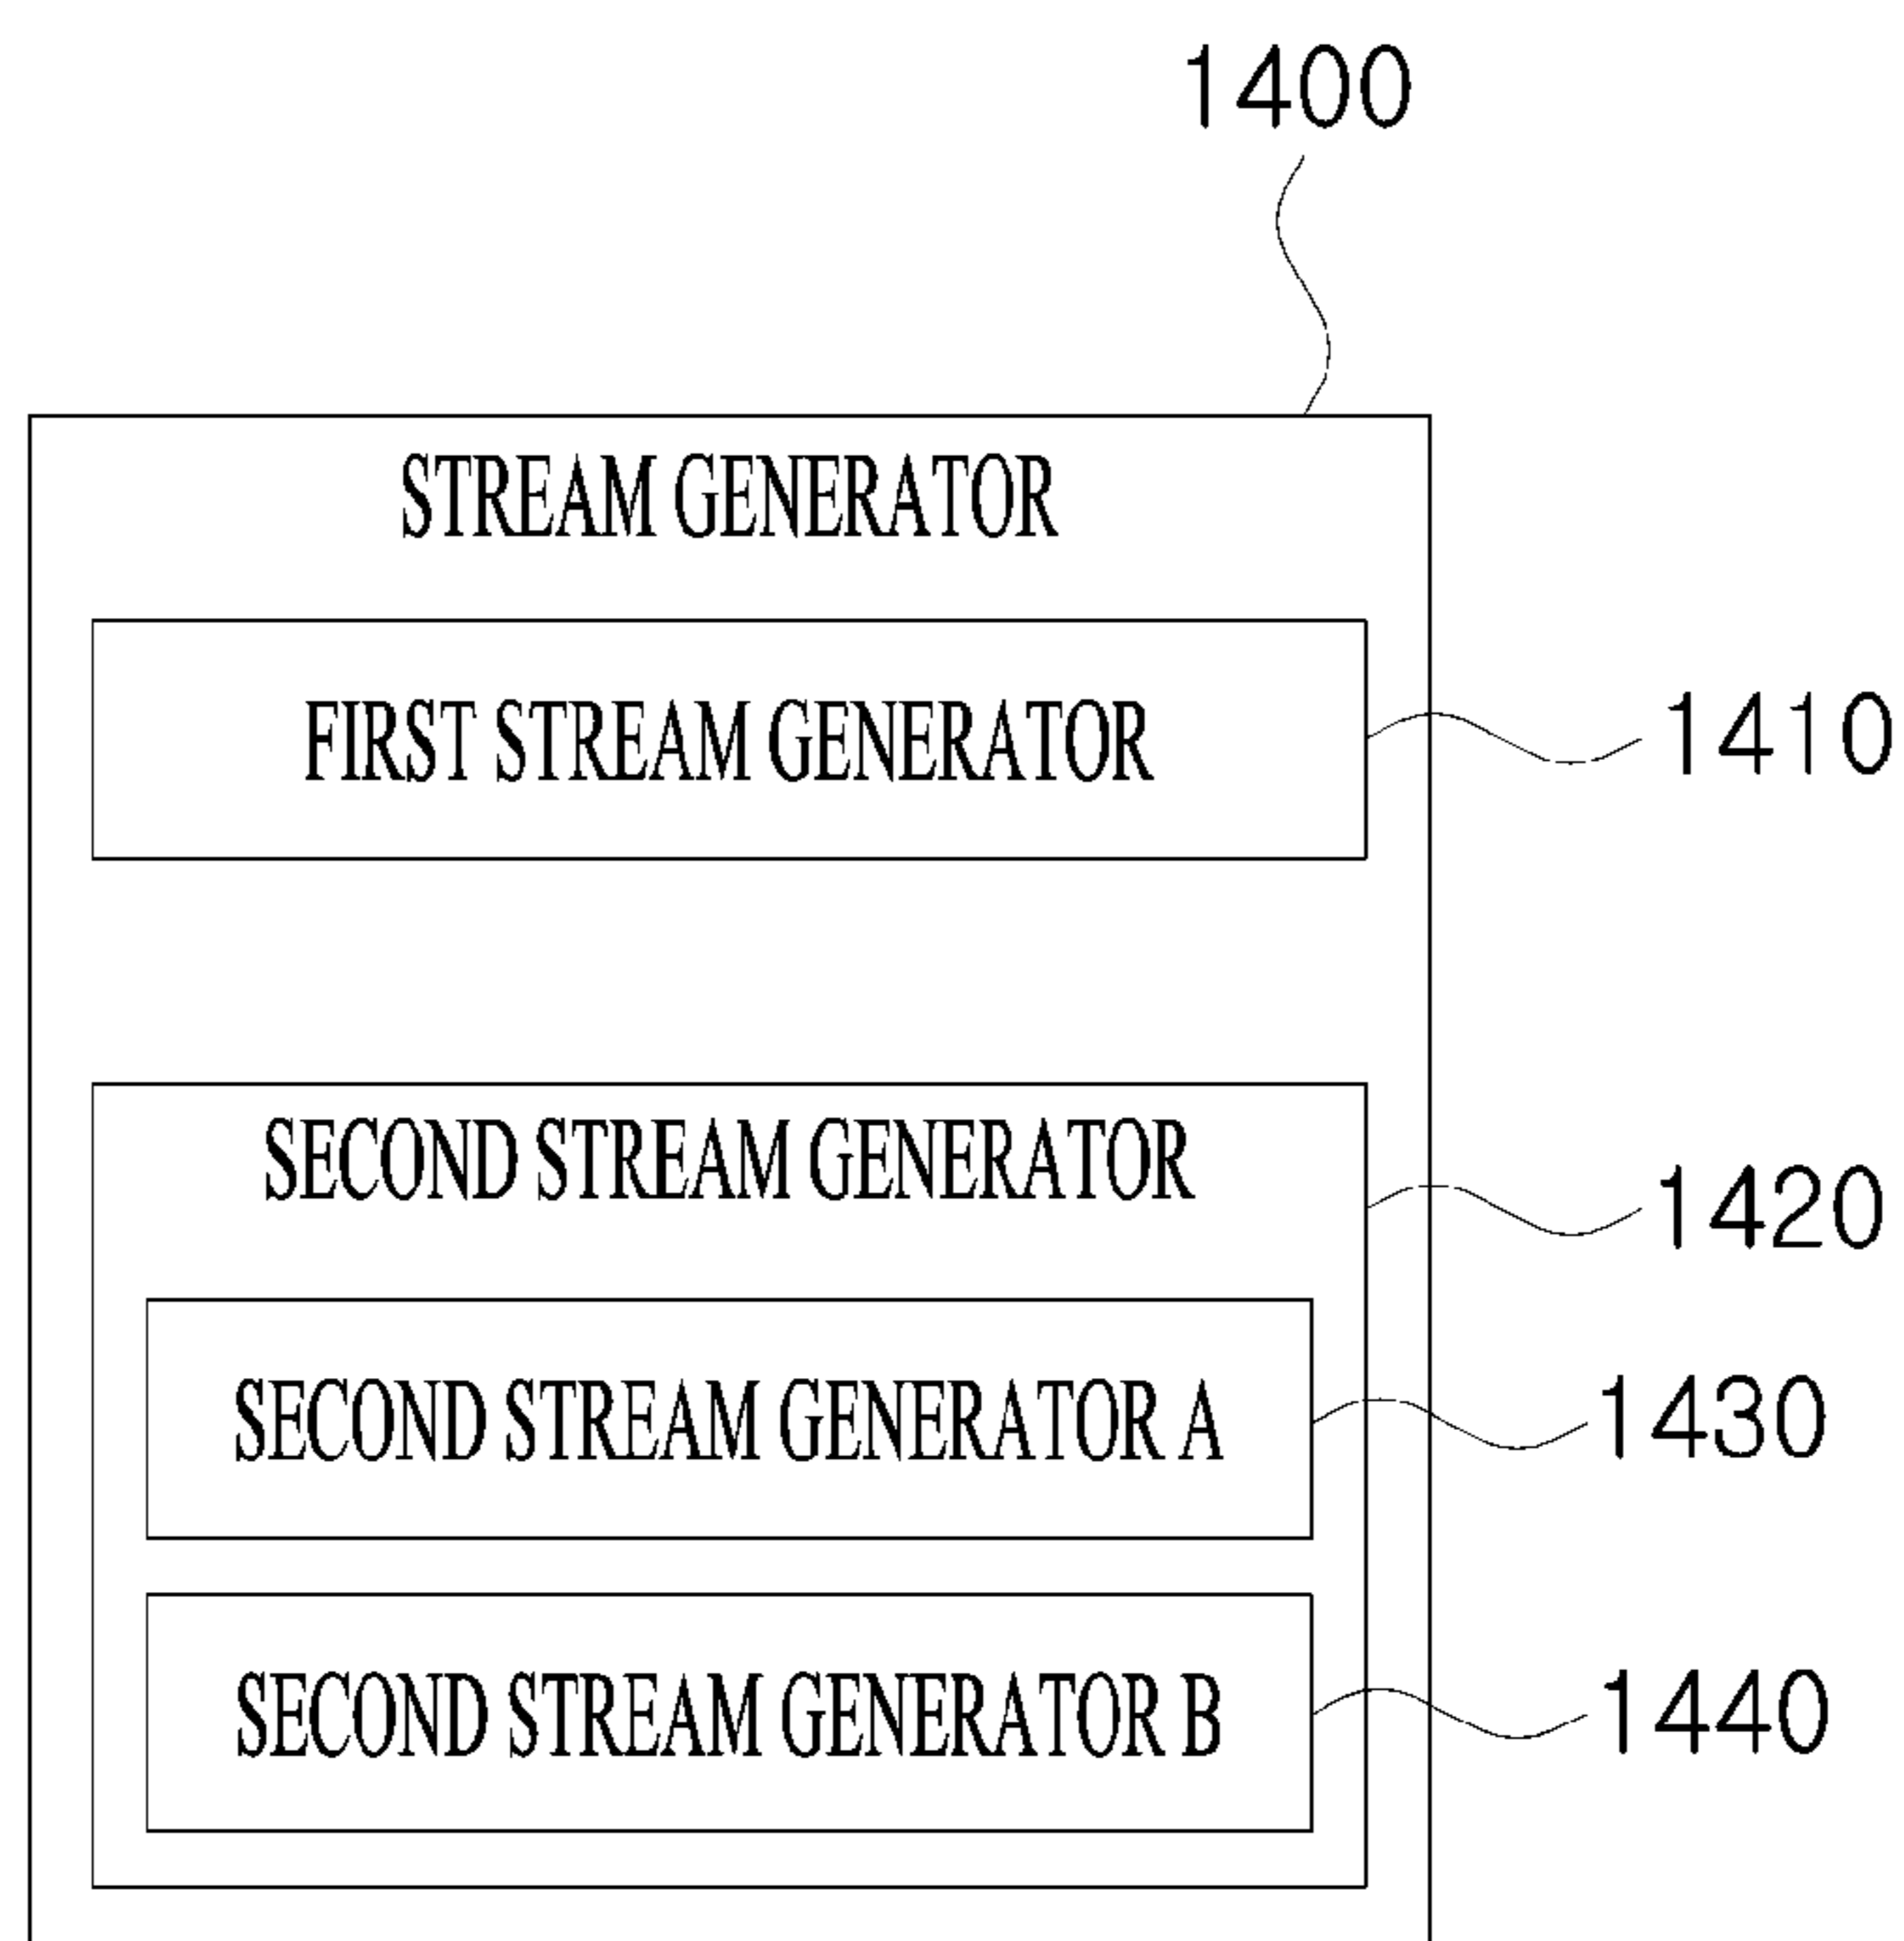 1400
STREAM GENERATOR
FIRST STREAM GENERATOR
1410
SECOND STREAM GENERATOR
1420
SECOND STREAM GENERATOR A
1430
SECOND STREAM GENERATOR B
1440